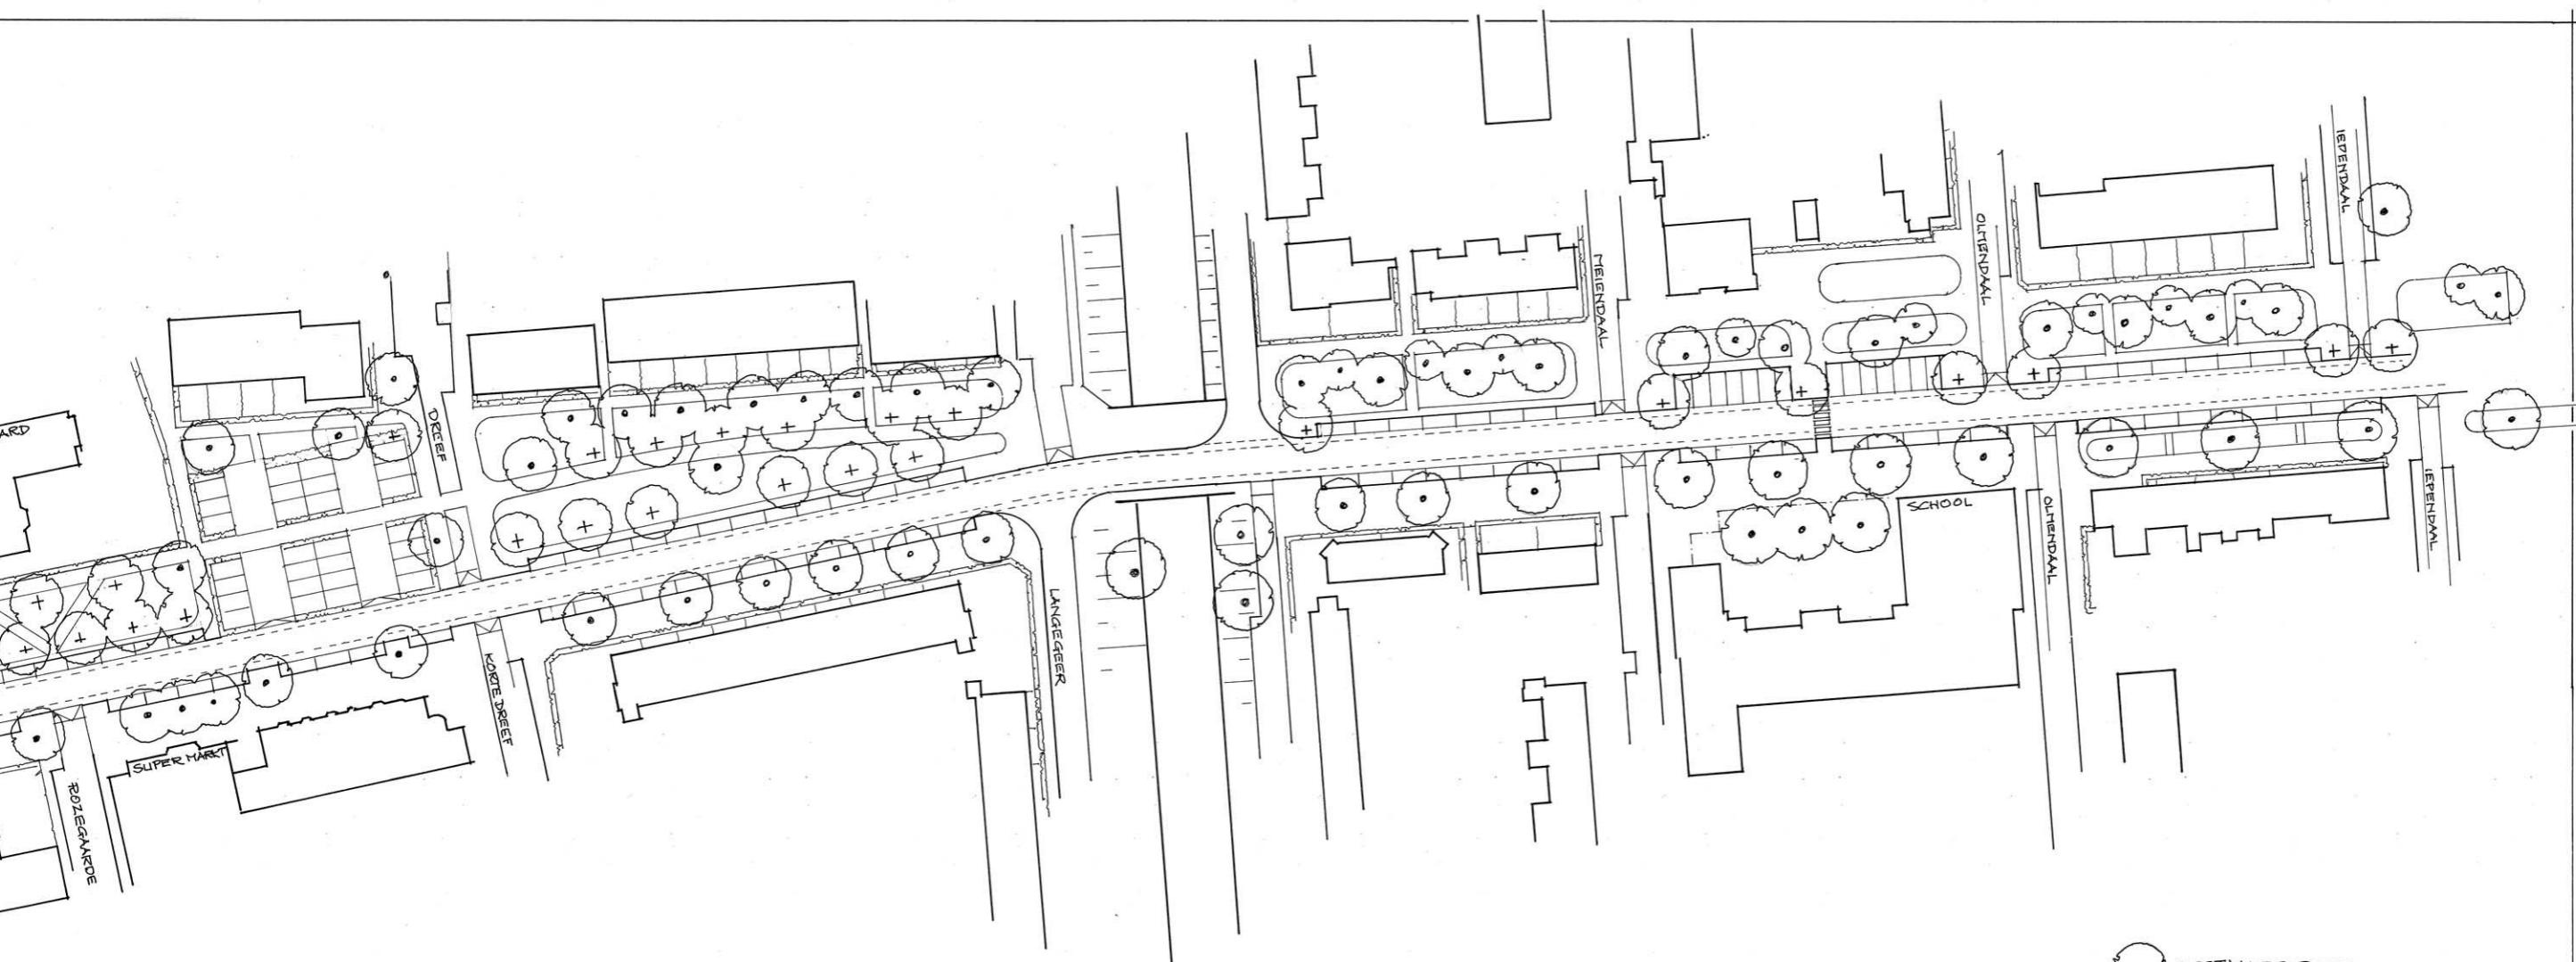 ARD
DREEF
MEIENDAAL
OLMENDAAL
IEPENDAAL
SCHOOL
OLMENDAAL
IEPENDAAL
LANGEGEER
KORTE DREEF
SUPER MARKT
ROZEGAARDE